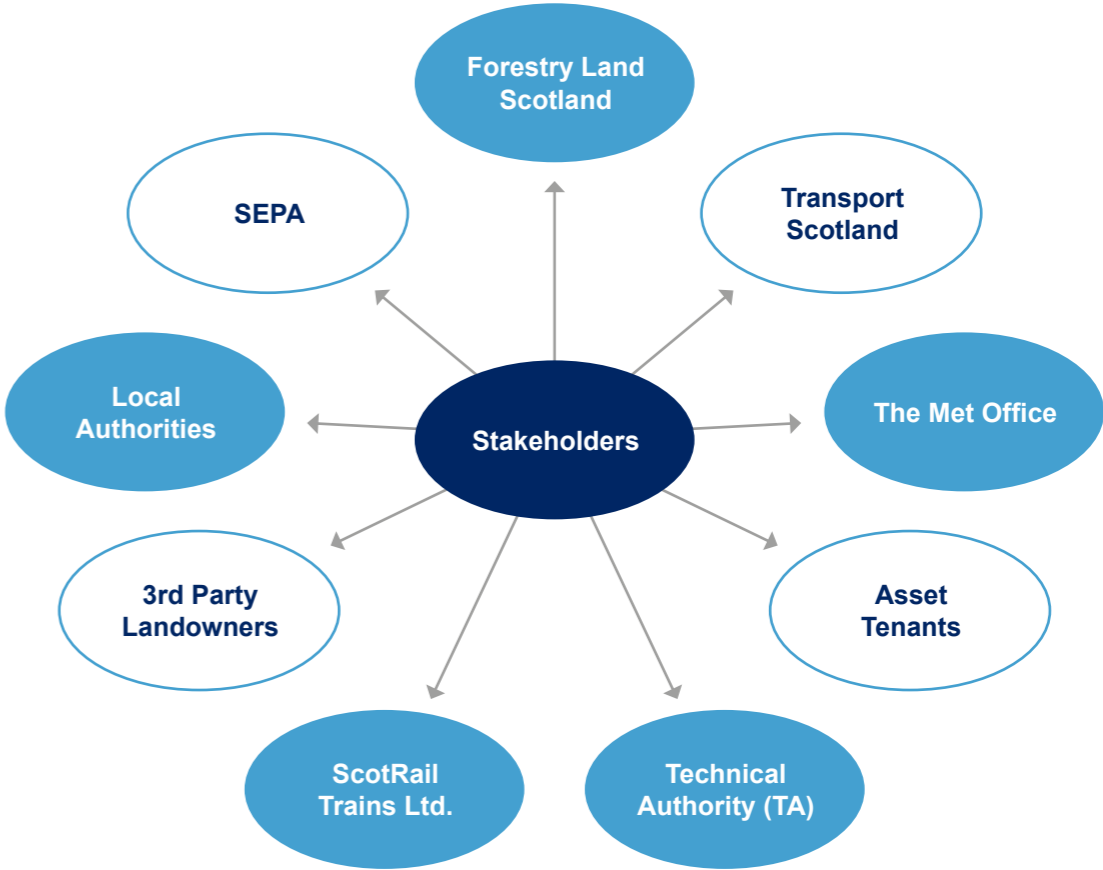 Forestry Land
Scotland
SEPA
Transport
Scotland
Local
Authorities
The Met Office
Stakeholders
3rd Party
Landowners
Asset
Tenants
ScotRail
Trains Ltd.
Technical
Authority (TA)